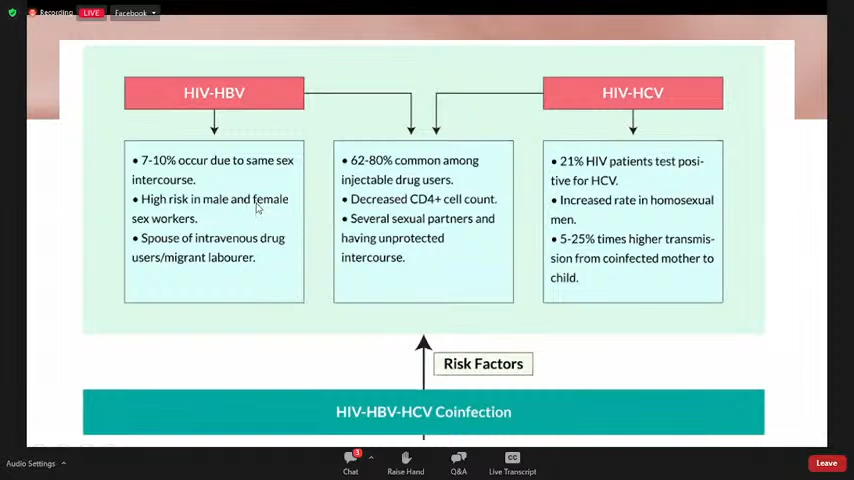 Recording
LIVE
Facebook
HIV-HBV
HIV-HCV
• 7-10% occur due to same sex
intercourse.
• High risk in male and female
sex workers.
• Spouse of intravenous drug
users/migrant labourer.
• 62-80% common among
injectable drug users.
• Decreased CD4+ cell count.
• Several sexual partners and
having unprotected
intercourse.
• 21% HIV patients test posi-
tive for HCV.
• Increased rate in homosexual
men.
• 5-25% times higher transmis-
sion from coinfected mother to
child.
Risk Factors
HIV-HBV-HCV Coinfection
Audio Settings
3
Chat
Raise Hand
Q&A
CC
Live Transcript
Leave